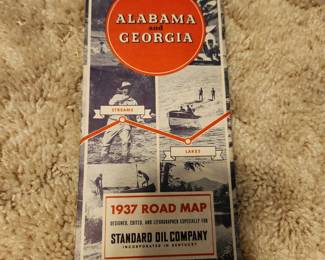 ALABAMA
and
GEORGIA
STREAMS
LAKES
1937 ROAD MAP
DESIGNED, EDITED, AND LITHOGRAPHED ESPECIALLY FOR
STANDARD OIL COMPANY
INCORPORATED IN KENTUCKY